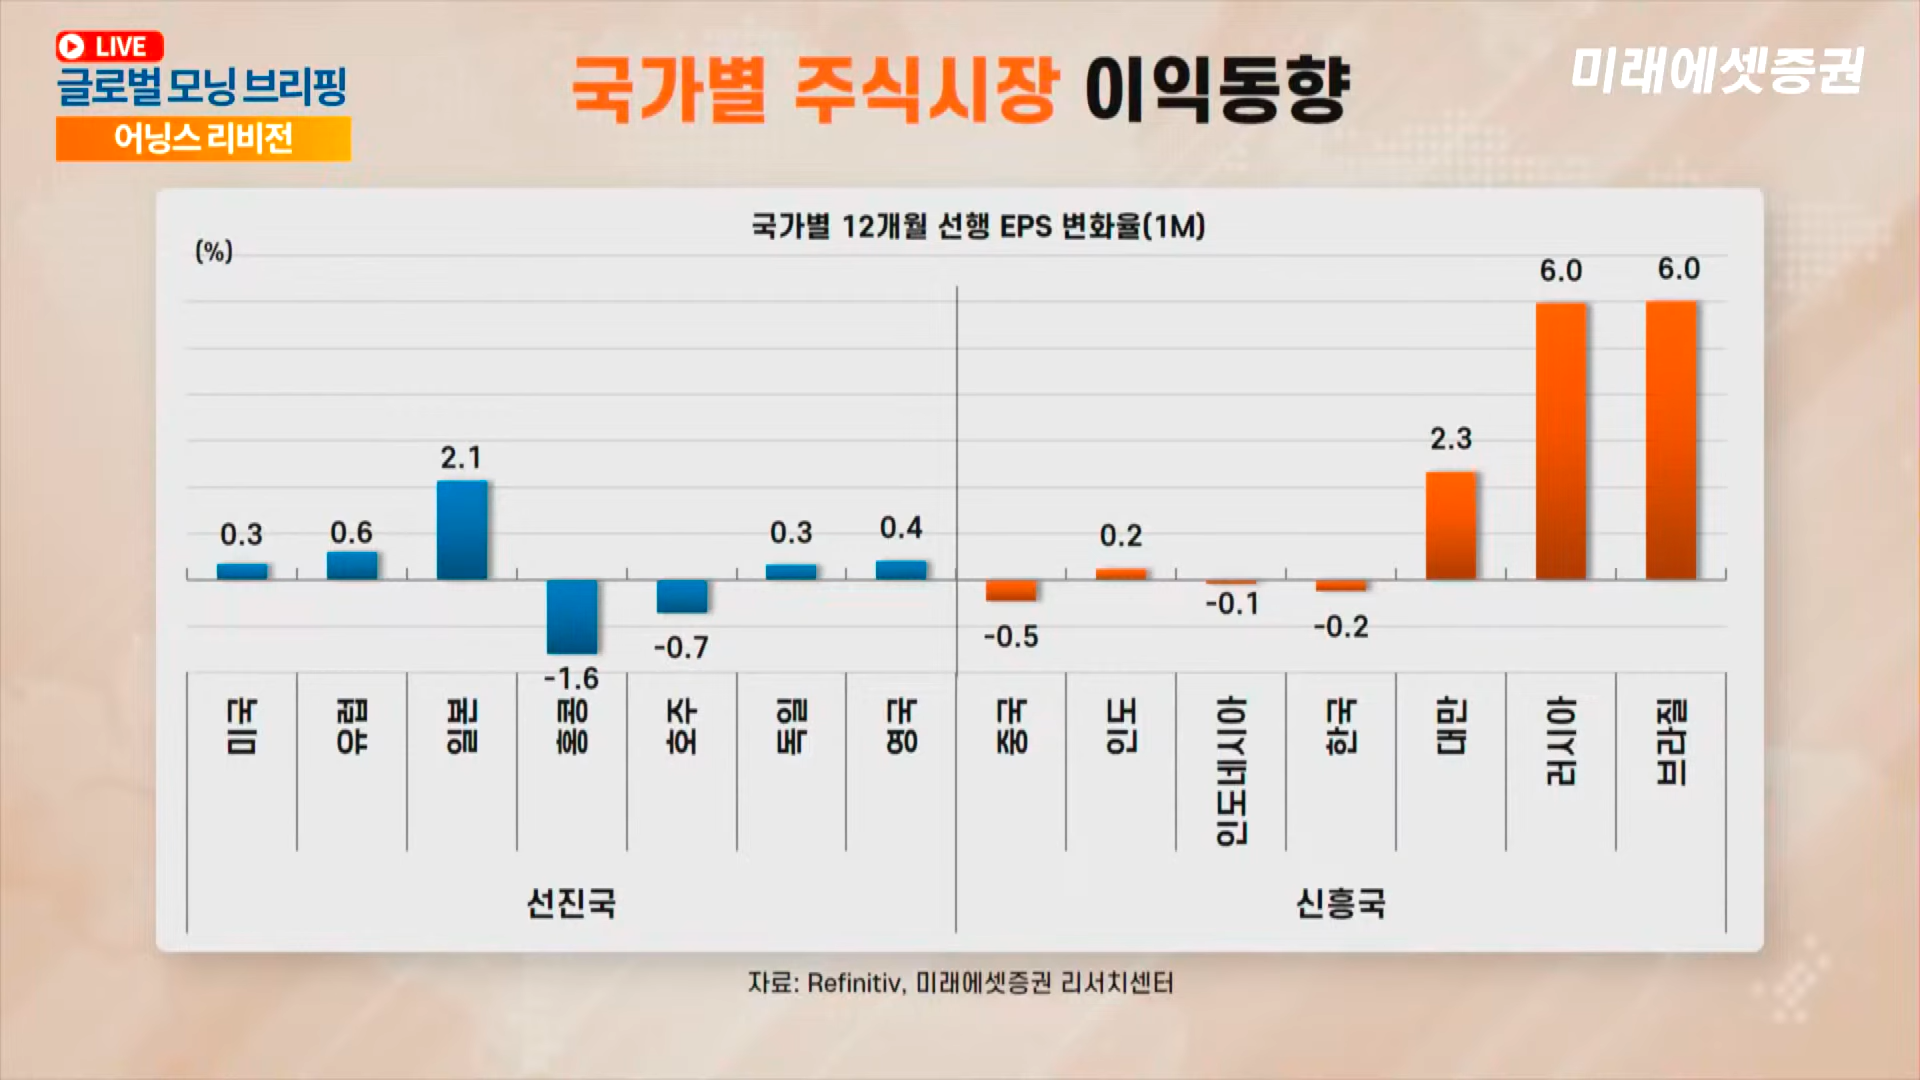 LIVE
글로벌 모닝 브리핑
어닝스 리비전
국가별 주식시장 이익동향
미래에셋증권
국가별 12개월 선행 EPS 변화율(1M)
(%)
0.3
0.6
2.1
-1.6
-0.7
0.3
0.4
-0.5
0.2
-0.1
-0.2
2.3
6.0
6.0
미국
유럽
일본
홍콩
호주
독일
영국
중국
인도
인도네시아
한국
대만
러시아
브라질
선진국
신흥국
자료: Refinitiv, 미래에셋증권 리서치센터